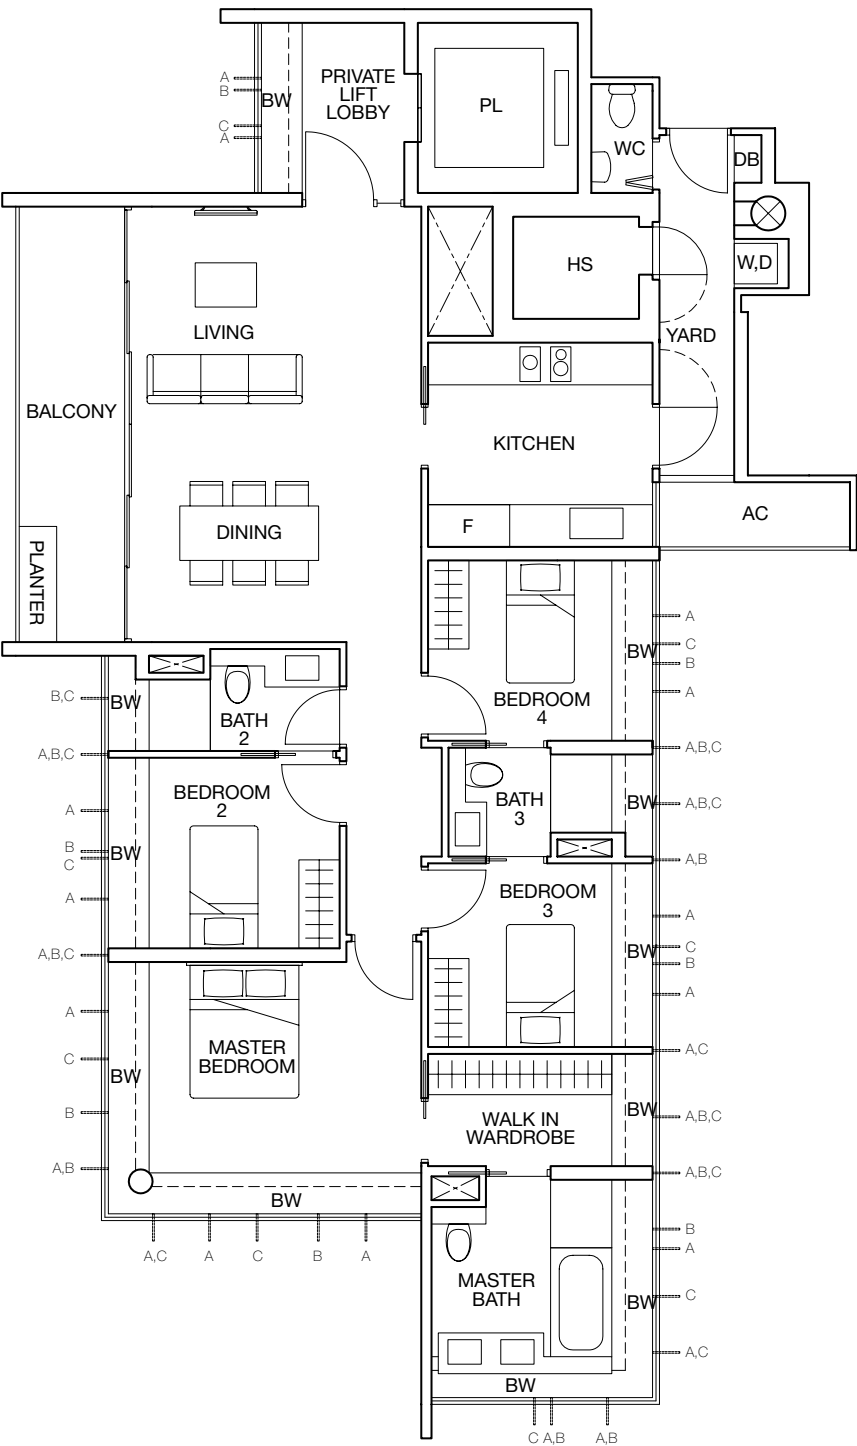 A
B
C
A
BW
PRIVATE
LIFT
LOBBY
PL
WC
DB
HS
W,D
LIVING
YARD
BALCONY
KITCHEN
DINING
F
AC
PLANTER
A
C
B
A
BW
BEDROOM
4
B,C
BW
BATH
2
A,B,C
A,B,C
BEDROOM
2
BATH
3
BW
A,B,C
A
B
C
BW
A,B
A
BEDROOM
3
A
C
B
BW
A,B,C
A
A
MASTER
BEDROOM
A,C
C
BW
B
WALK IN
WARDROBE
BW
A,B,C
A,B
A,B,C
BW
A,C
A
C
B
A
B
A
MASTER
BATH
C
BW
A,C
BW
C
A,B
A,B